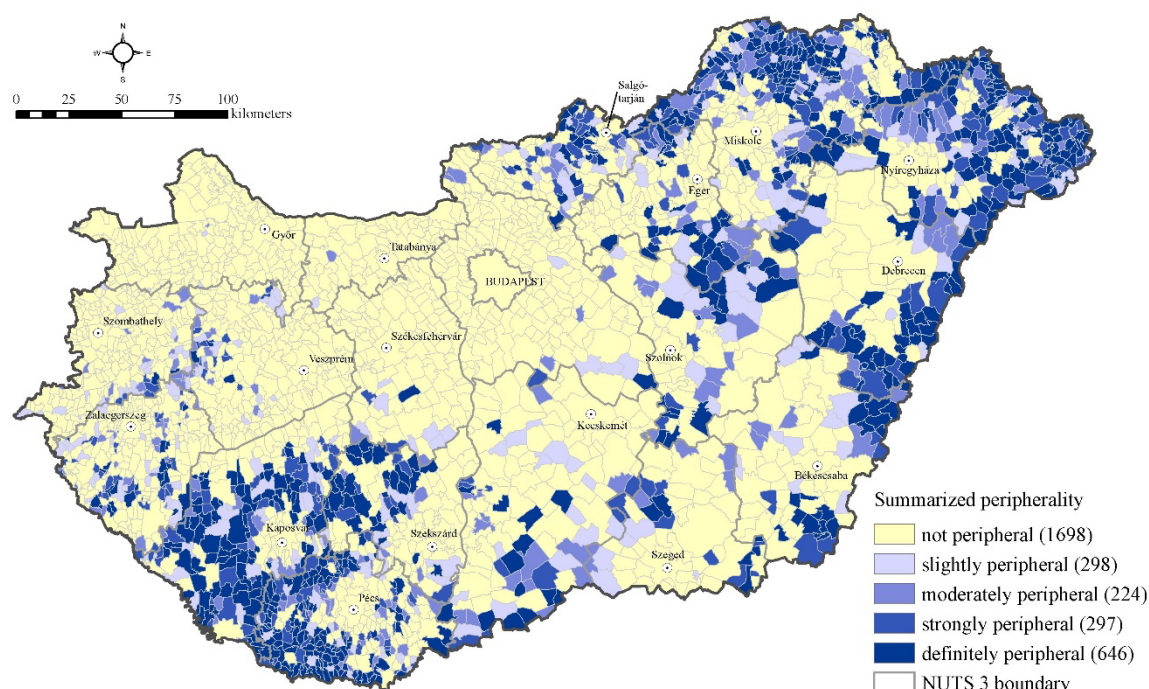 N
W E
S
0 25 50 75 100
kilometers
Salgó-
tarján
Miskolc
Nyíregyháza
Eger
Győr
Tatabánya
BUDAPEST
Debrecen
Szombathely
Székesfehérvár
Veszprém
Szolnok
Zalaegerszeg
Kecskemét
Békéscsaba
Kaposvár
Szekszárd
Szeged
Pécs
Summarized peripherality
not peripheral (1698)
slightly peripheral (298)
moderately peripheral (224)
strongly peripheral (297)
definitely peripheral (646)
NUTS 3 boundary